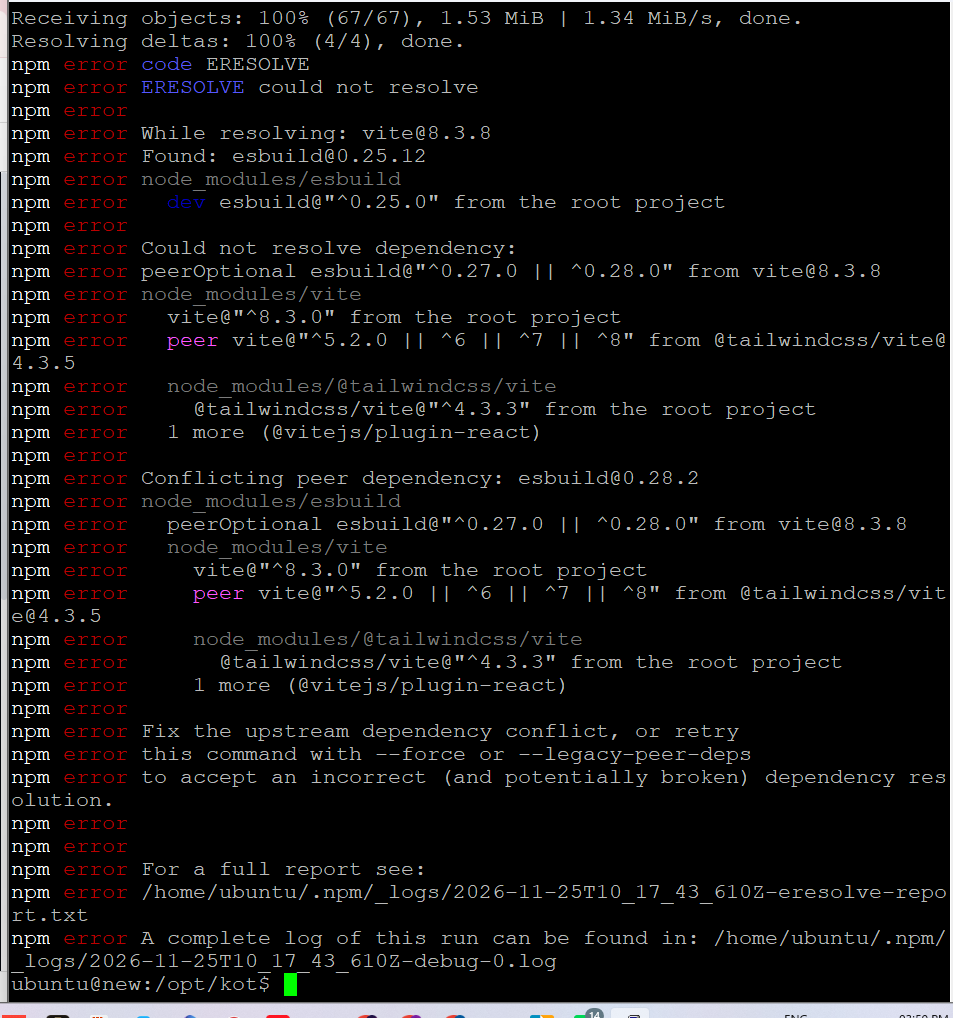 Receiving objects: 100% (67/67), 1.53 MiB | 1.34 MiB/s, done.
Resolving deltas: 100% (4/4), done.
npm error code ERESOLVE
npm error ERESOLVE could not resolve
npm error
npm error While resolving: vite@8.3.8
npm error Found: esbuild@0.25.12
npm error node_modules/esbuild
npm error   dev esbuild@"^0.25.0" from the root project
npm error
npm error Could not resolve dependency:
npm error peerOptional esbuild@"^0.27.0 || ^0.28.0" from vite@8.3.8
npm error node_modules/vite
npm error   vite@"^8.3.0" from the root project
npm error   peer vite@"^5.2.0 || ^6 || ^7 || ^8" from @tailwindcss/vite@
4.3.5
npm error   node_modules/@tailwindcss/vite
npm error     @tailwindcss/vite@"^4.3.3" from the root project
npm error   1 more (@vitejs/plugin-react)
npm error
npm error Conflicting peer dependency: esbuild@0.28.2
npm error node_modules/esbuild
npm error   peerOptional esbuild@"^0.27.0 || ^0.28.0" from vite@8.3.8
npm error   node_modules/vite
npm error     vite@"^8.3.0" from the root project
npm error     peer vite@"^5.2.0 || ^6 || ^7 || ^8" from @tailwindcss/vit
e@4.3.5
npm error     node_modules/@tailwindcss/vite
npm error       @tailwindcss/vite@"^4.3.3" from the root project
npm error     1 more (@vitejs/plugin-react)
npm error
npm error Fix the upstream dependency conflict, or retry
npm error this command with --force or --legacy-peer-deps
npm error to accept an incorrect (and potentially broken) dependency res
olution.
npm error
npm error
npm error For a full report see:
npm error /home/ubuntu/.npm/_logs/2026-11-25T10_17_43_610Z-eresolve-repo
rt.txt
npm error A complete log of this run can be found in: /home/ubuntu/.npm/
_logs/2026-11-25T10_17_43_610Z-debug-0.log
ubuntu@new:/opt/kot$
14